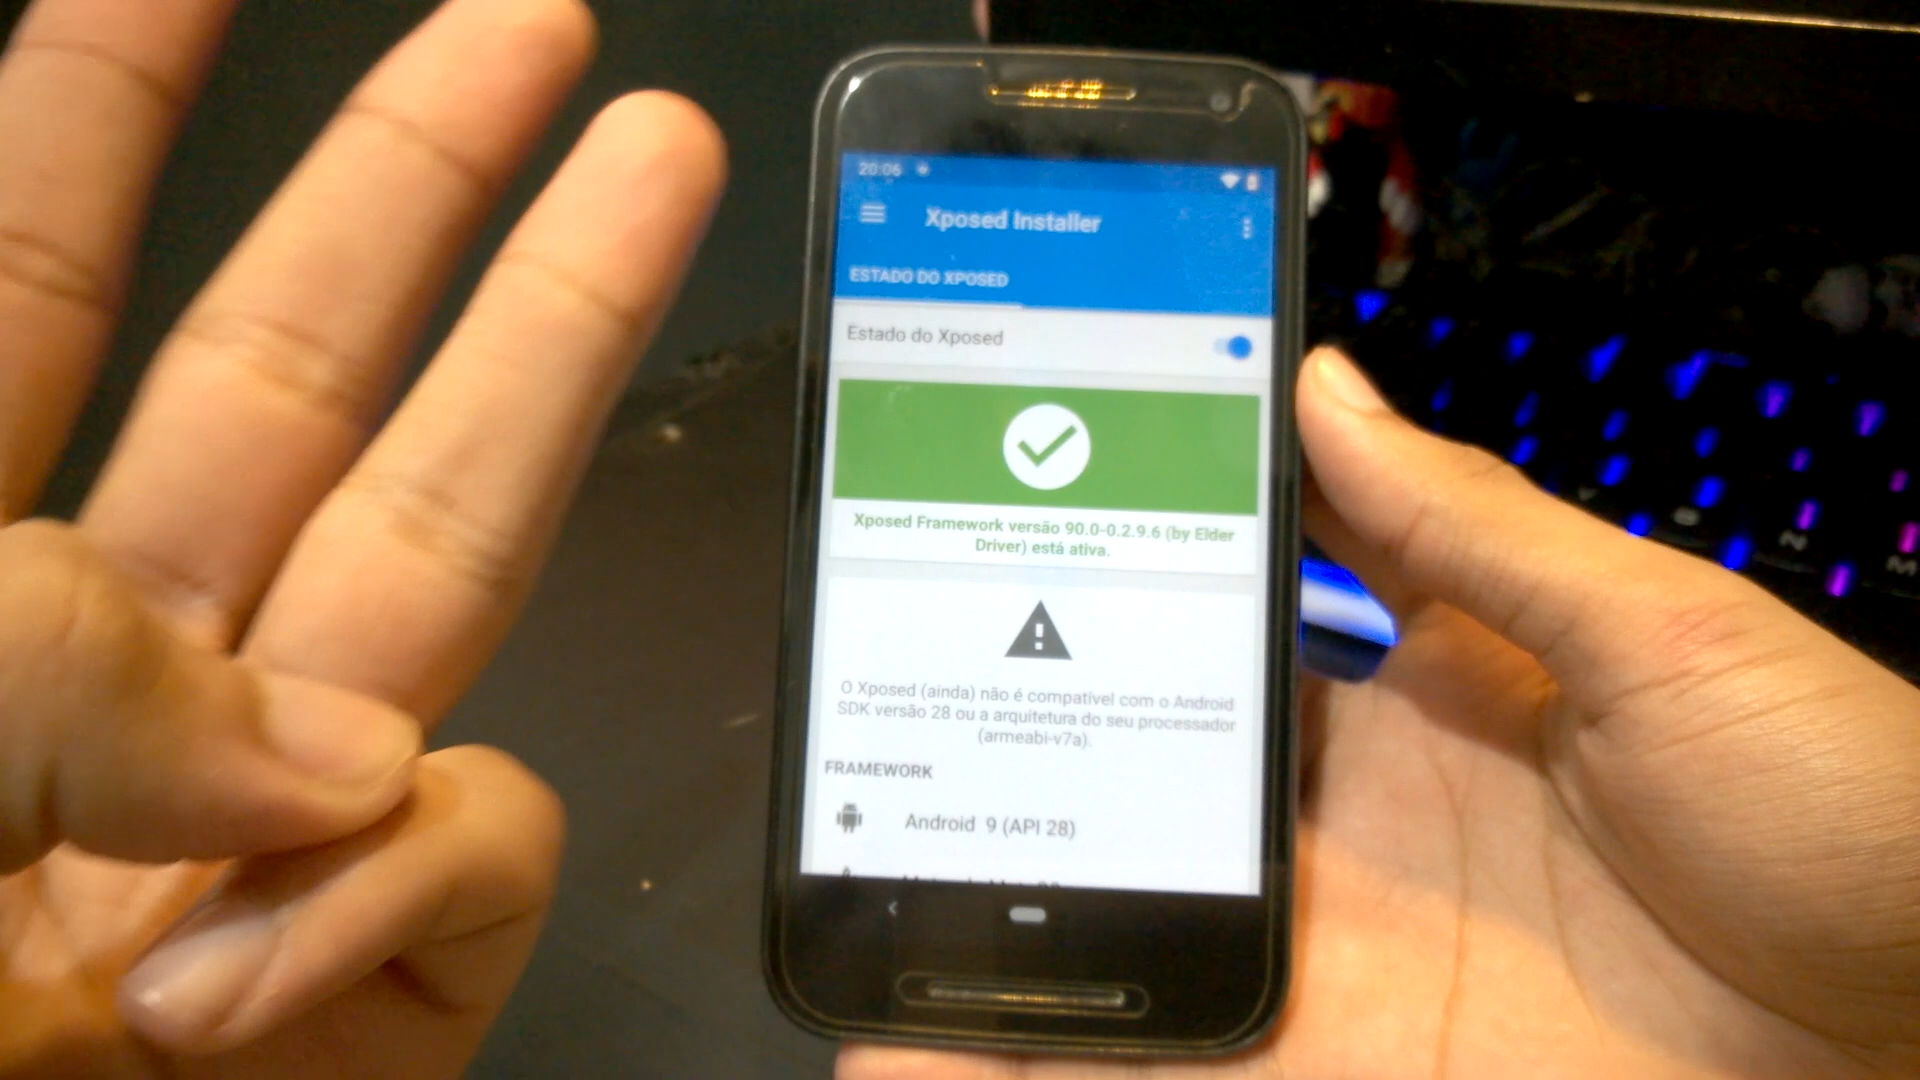 20:06
Xposed Installer
ESTADO DO XPOSED
Estado do Xposed
Xposed Framework versão 90.0-0.2.9.6 (by Elder
Driver) está ativa.
O Xposed (ainda) não é compatível com o Android
SDK versão 28 ou a arquitetura do seu processador
(armeabi-v7a).
FRAMEWORK
Android 9 (API 28)
N
M